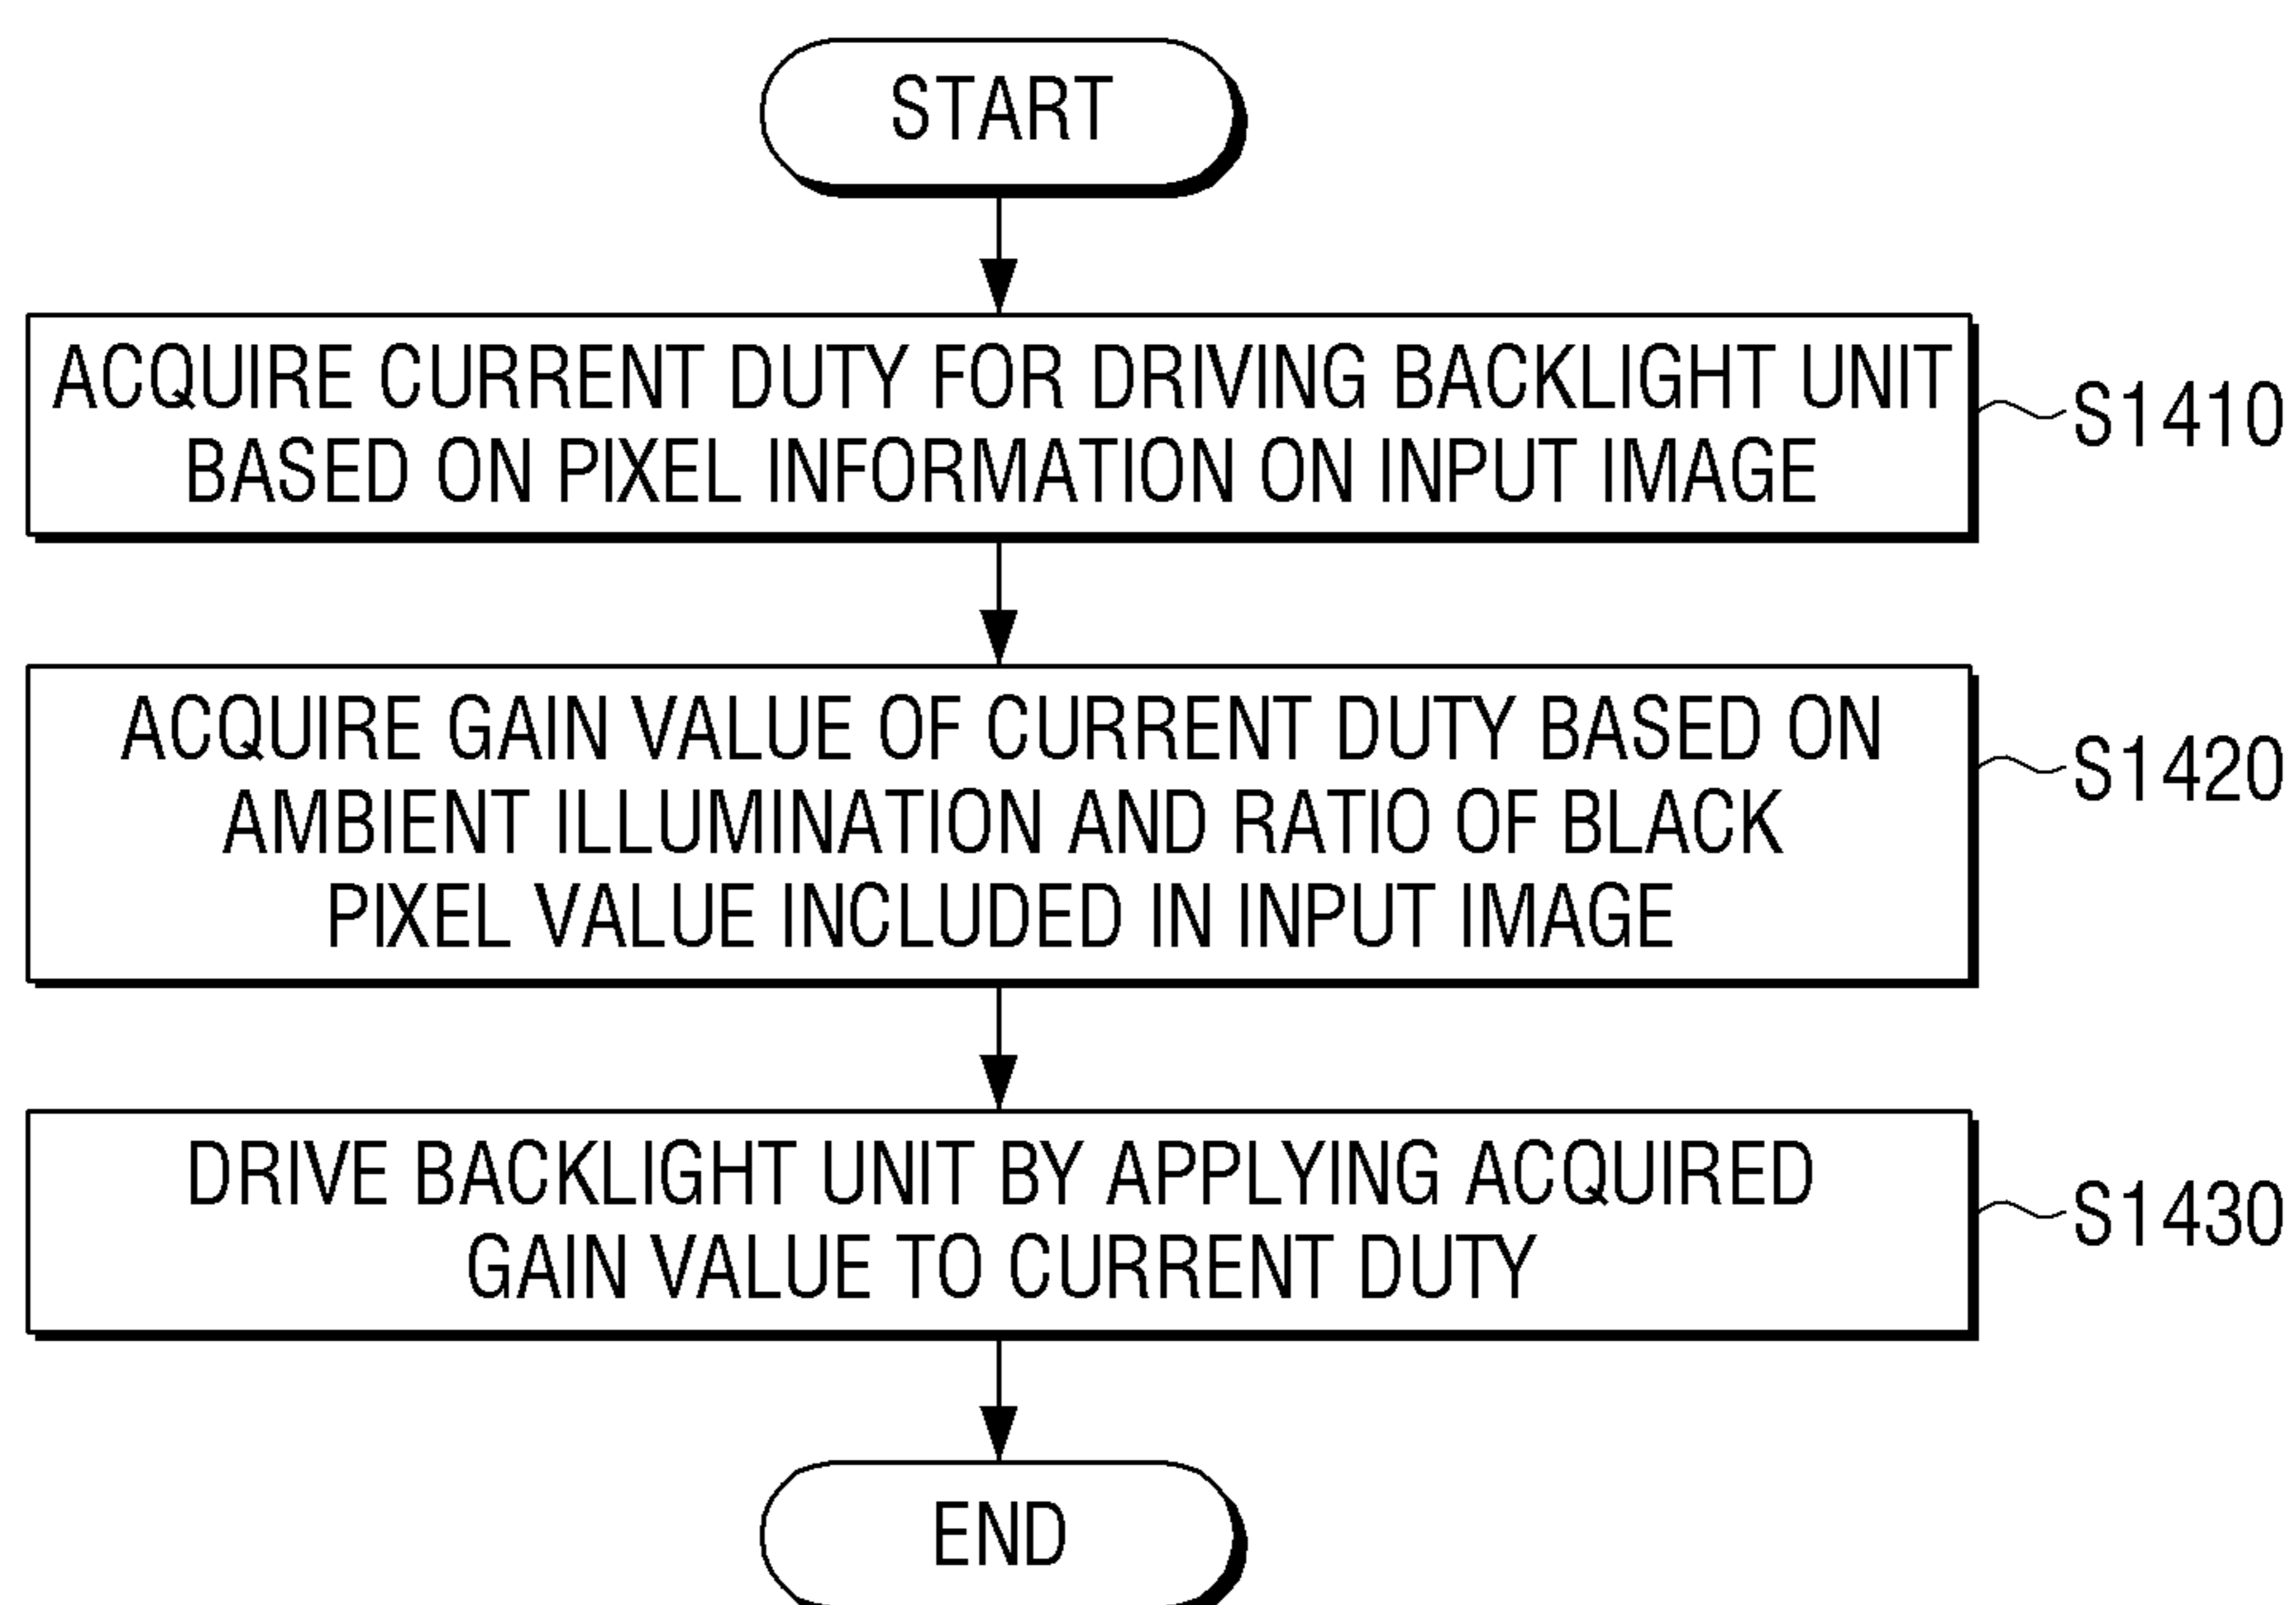 START
ACQUIRE CURRENT DUTY FOR DRIVING BACKLIGHT UNIT
BASED ON PIXEL INFORMATION ON INPUT IMAGE
S1410
ACQUIRE GAIN VALUE OF CURRENT DUTY BASED ON
AMBIENT ILLUMINATION AND RATIO OF BLACK
PIXEL VALUE INCLUDED IN INPUT IMAGE
S1420
DRIVE BACKLIGHT UNIT BY APPLYING ACQUIRED
GAIN VALUE TO CURRENT DUTY
S1430
END